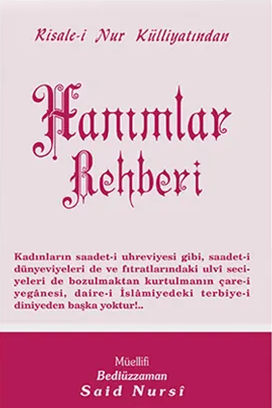 Risale-i Nur Külliyatından
Hanımlar
Rehberi
Kadınların saadet-i uhreviyesi gibi, saadet-i
dünyeviyeleri de ve fıtratlarındaki ulvî seci-
yeleri de bozulmaktan kurtulmanın çare-i
yegânesi, daire-i İslâmiyedeki terbiye-i
diniyeden başka yoktur!..
Müellifi
Bedîüzzaman
Said Nursî